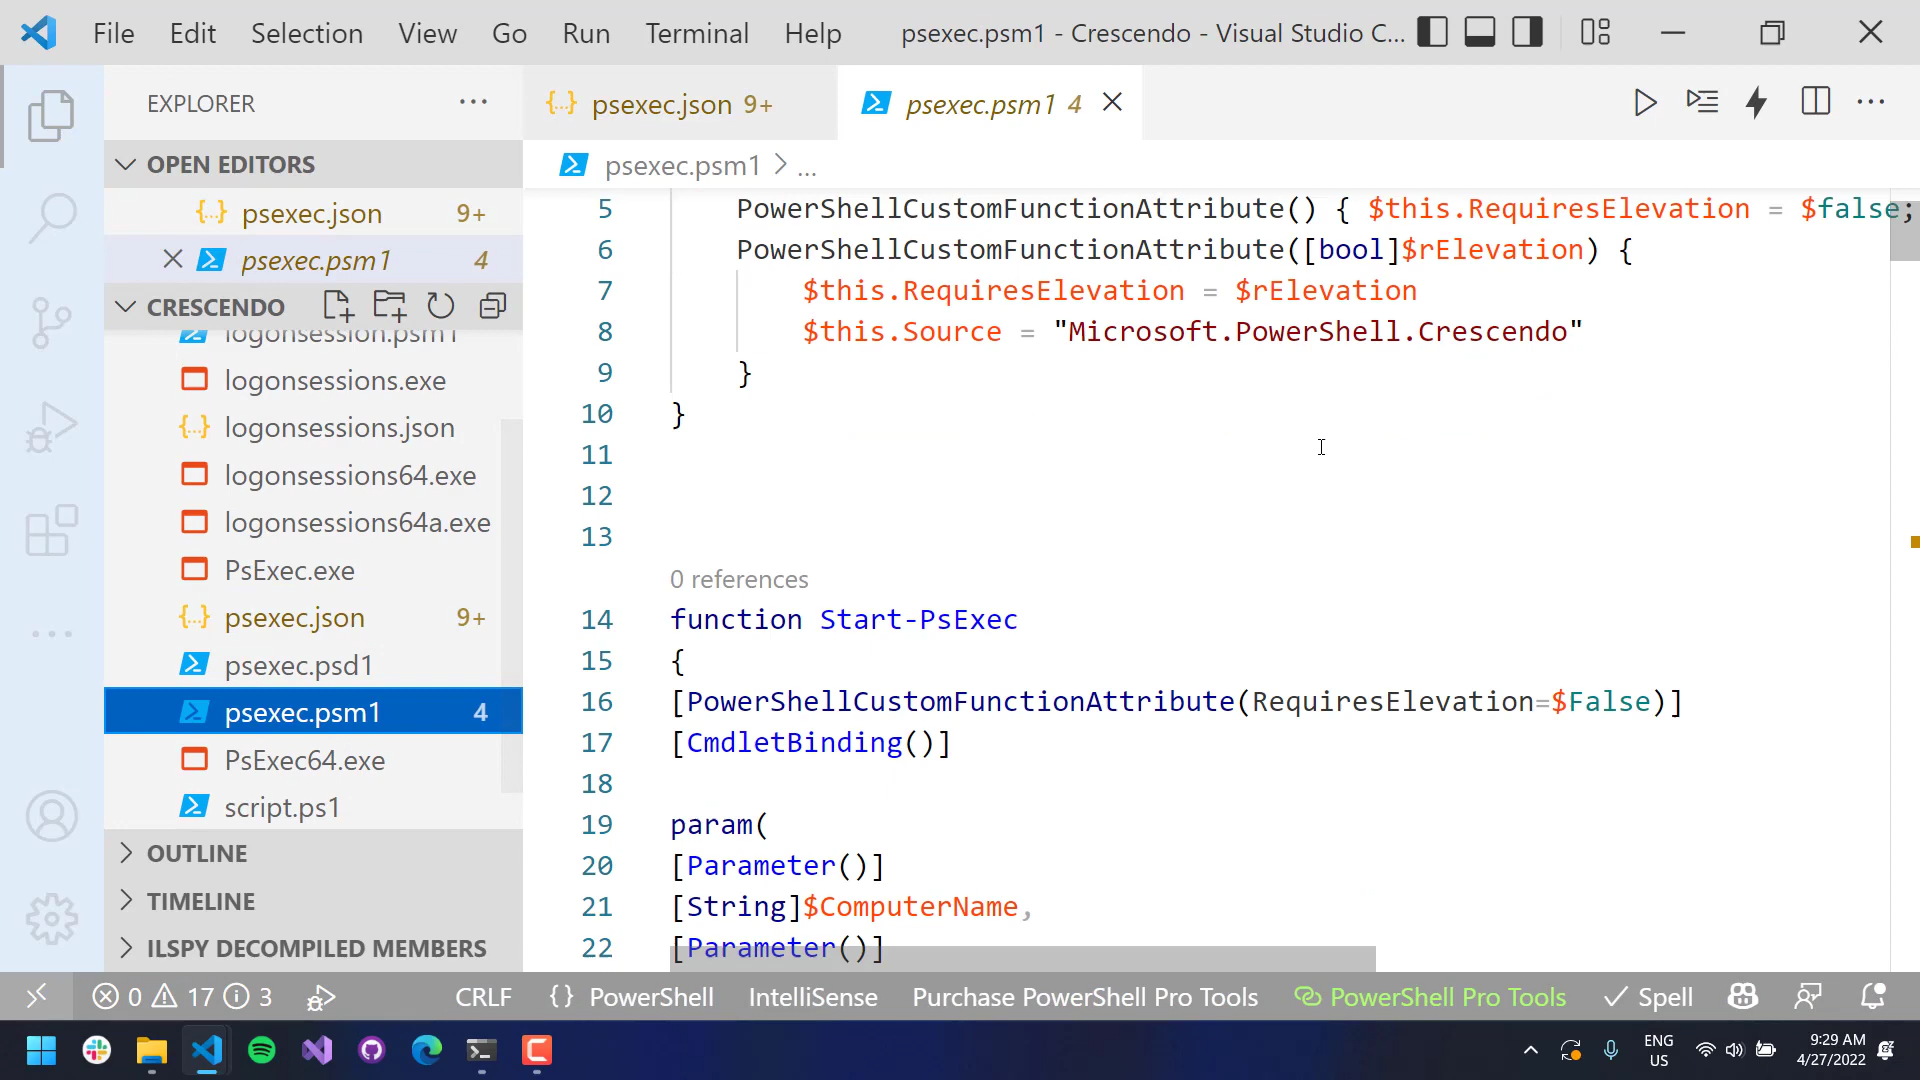 File Edit Selection View Go Run Terminal Help psexec.psm1 - Crescendo - Visual Studio C...
EXPLORER
psexec.json 9+
psexec.psm1 4
OPEN EDITORS
psexec.json 9+
psexec.psm1 4
CRESCENDO
logonsession.psm1
logonsessions.exe
logonsessions.json
logonsessions64.exe
logonsessions64a.exe
PsExec.exe
psexec.json 9+
psexec.psd1
psexec.psm1 4
PsExec64.exe
script.ps1
OUTLINE
TIMELINE
ILSPY DECOMPILED MEMBERS
psexec.psm1 > ...
5 PowerShellCustomFunctionAttribute() { $this.RequiresElevation = $false;
6 PowerShellCustomFunctionAttribute([bool]$rElevation) {
7 $this.RequiresElevation = $rElevation
8 $this.Source = "Microsoft.PowerShell.Crescendo"
9 }
10 }
11
12
13
0 references
14 function Start-PsExec
15 {
16 [PowerShellCustomFunctionAttribute(RequiresElevation=$False)]
17 [CmdletBinding()]
18
19 param(
20 [Parameter()]
21 [String]$ComputerName,
22 [Parameter()]
0 17 3 CRLF {} PowerShell IntelliSense Purchase PowerShell Pro Tools PowerShell Pro Tools Spell
ENG
US
9:29 AM
4/27/2022